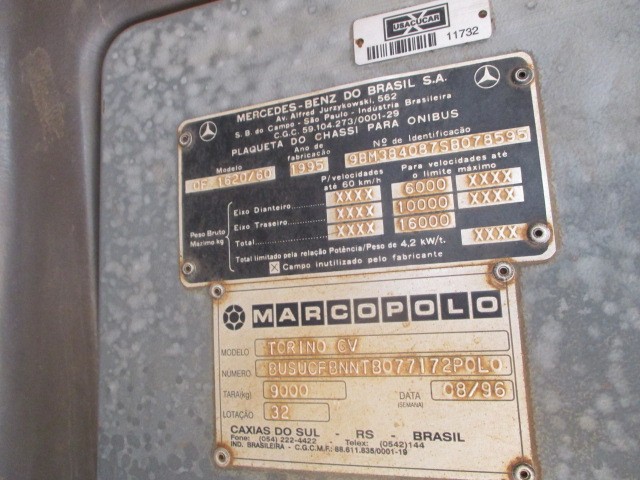 USAÇUCAR
11732
MERCEDES-BENZ DO BRASIL S.A.
Av. Alfred Jurzykowski, 562
S. B. do Campo - São Paulo - Indústria Brasileira
C.G.C. 59.104.273/0001-29
PLAQUETA DO CHASSI PARA ONIBUS
Modelo
Ano de fabricação
Nº de Identificação
OF 1620/60
1995
9BM384087SB078595
P/velocidades até 60 km/h
Para velocidades até o limite máximo
Peso Bruto Máximo kg
Eixo Dianteiro XXXX 6000 XXXX
Eixo Traseiro XXXX 10000 XXXX
Total XXXX 16000
Total limitado pela relação Potência/Peso de 4,2 kW/t. XXXX
X Campo inutilizado pelo fabricante
MARCOPOLO
MODELO TORINO GV
NUMERO BUSUCFBNNTB077172POLO
TARA(kg) 9000 DATA (SEMANA) 08/96
LOTAÇÃO 32
CAXIAS DO SUL - RS - BRASIL
Fone: (054) 222-4422 - Telex: (0542)144
IND. BRASILEIRA - C.G.C.M.F. 88.611.835/0001-19